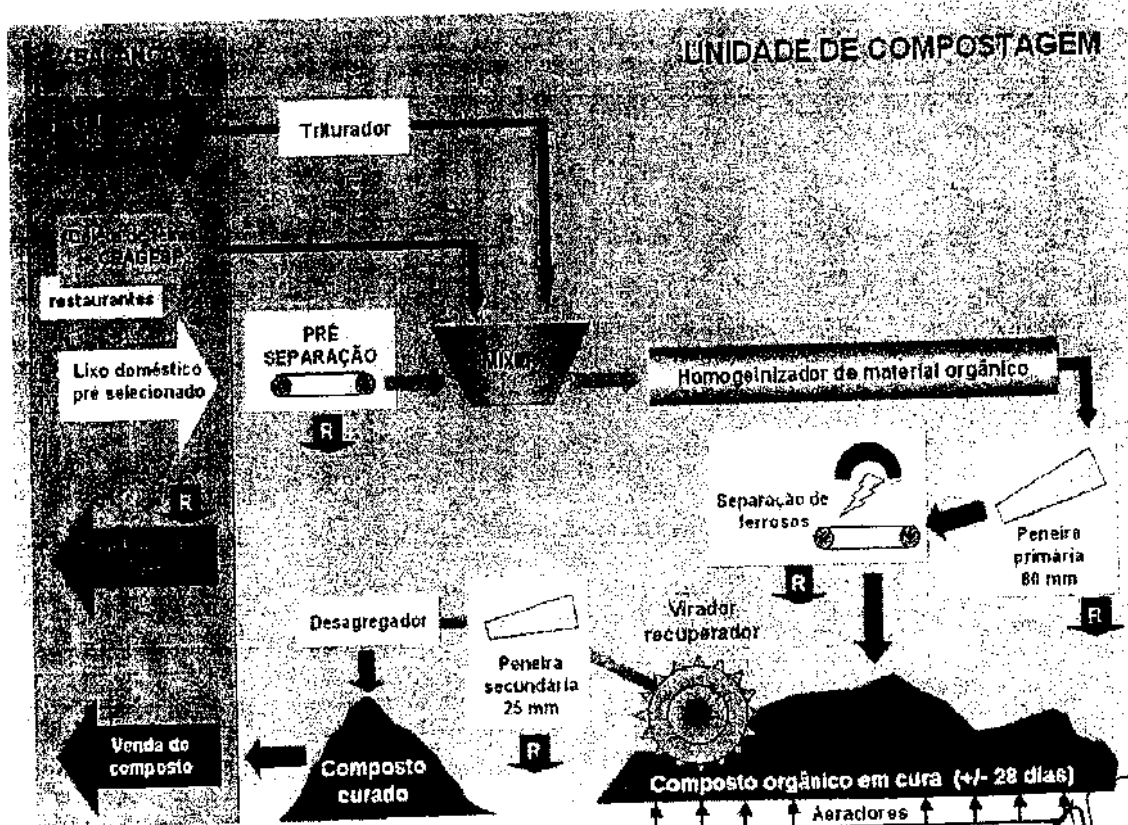 BALANÇA
UNIDADE DE COMPOSTAGEM
Triturador
CEAGESP
restaurantes
Lixo doméstico
pré selecionado
PRÉ
SEPARAÇÃO
R
Homogeinizador de material orgânico
Separação de
ferrosos
R
Peneira
primária
80 mm
R
R
Desagregador
Peneira
secundária
25 mm
R
Virador
recuperador
Venda do
composto
Composto
curado
Composto orgânico em cura (+/- 28 dias)
Aeradores